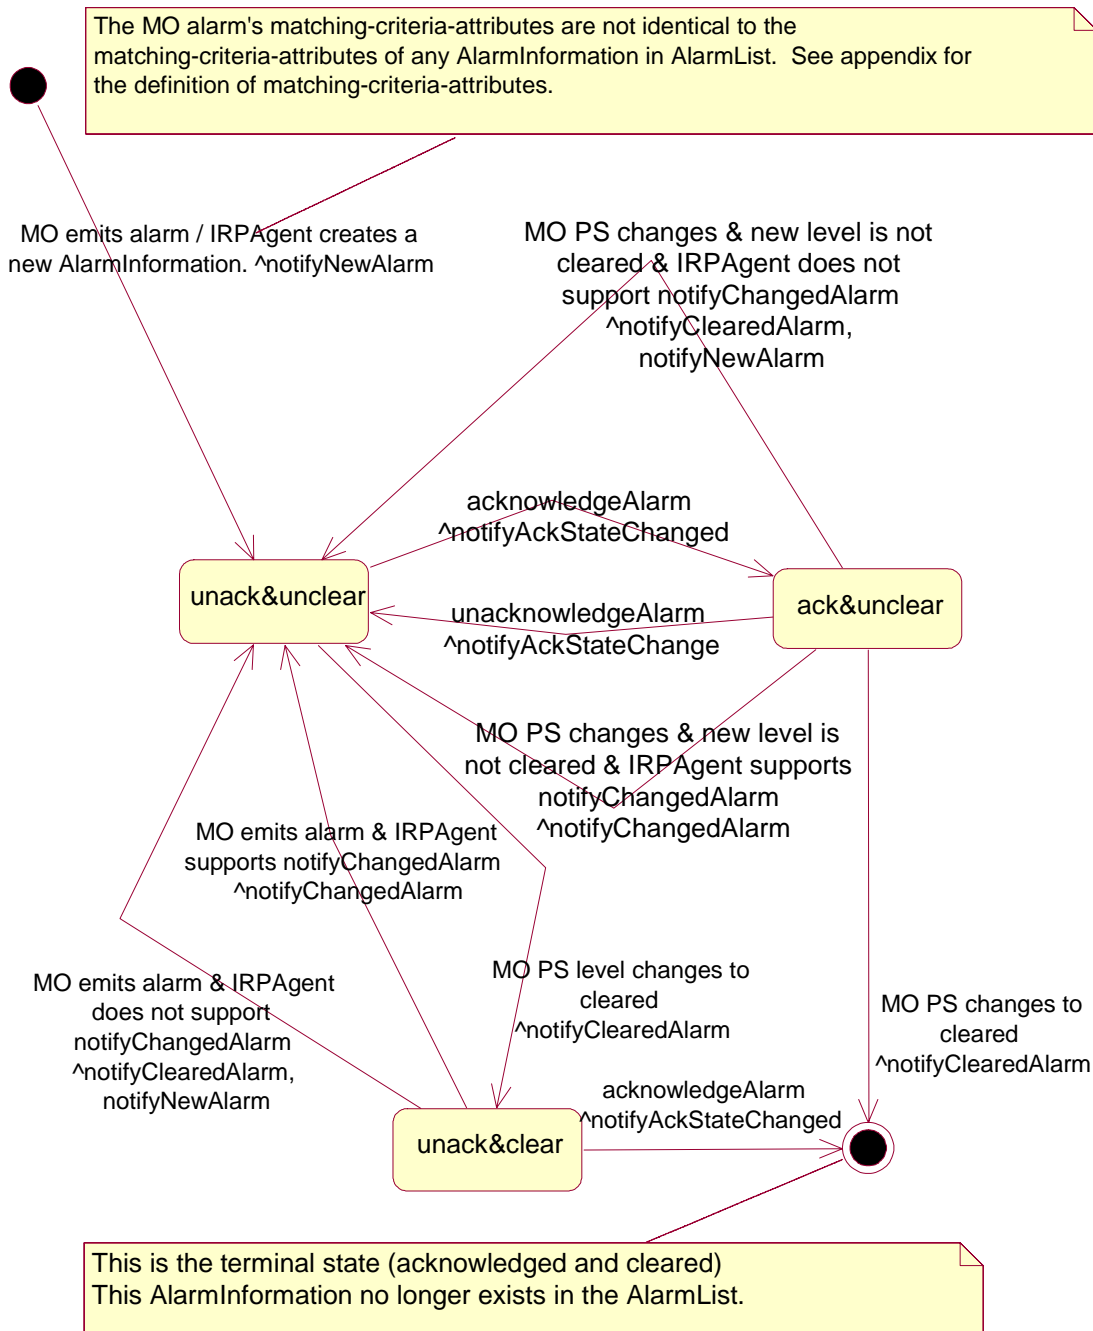 The MO alarm's matching-criteria-attributes are not identical to the
matching-criteria-attributes of any AlarmInformation in AlarmList.  See appendix for
the definition of matching-criteria-attributes.
MO emits alarm / IRPAgent creates a
new AlarmInformation. ^notifyNewAlarm
MO PS changes & new level is not
cleared & IRPAgent does not
support notifyChangedAlarm
^notifyClearedAlarm,
notifyNewAlarm
acknowledgeAlarm
^notifyAckStateChanged
unack&unclear
ack&unclear
unacknowledgeAlarm
^notifyAckStateChange
MO PS changes & new level is
not cleared & IRPAgent supports
notifyChangedAlarm
^notifyChangedAlarm
MO emits alarm & IRPAgent
supports notifyChangedAlarm
^notifyChangedAlarm
MO emits alarm & IRPAgent
does not support
notifyChangedAlarm
^notifyClearedAlarm,
notifyNewAlarm
MO PS level changes to
cleared
^notifyClearedAlarm
MO PS changes to
cleared
^notifyClearedAlarm
acknowledgeAlarm
^notifyAckStateChanged
unack&clear
This is the terminal state (acknowledged and cleared)
This AlarmInformation no longer exists in the AlarmList.